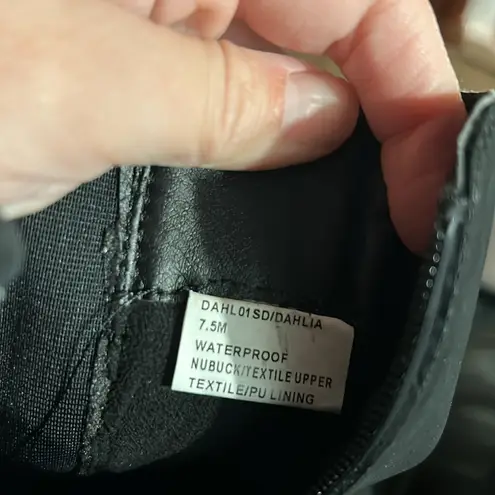 DAHL01SD/DAHLIA
7.5M
WATERPROOF
NUBUCK/TEXTILE UPPER
TEXTILE/PU LINING